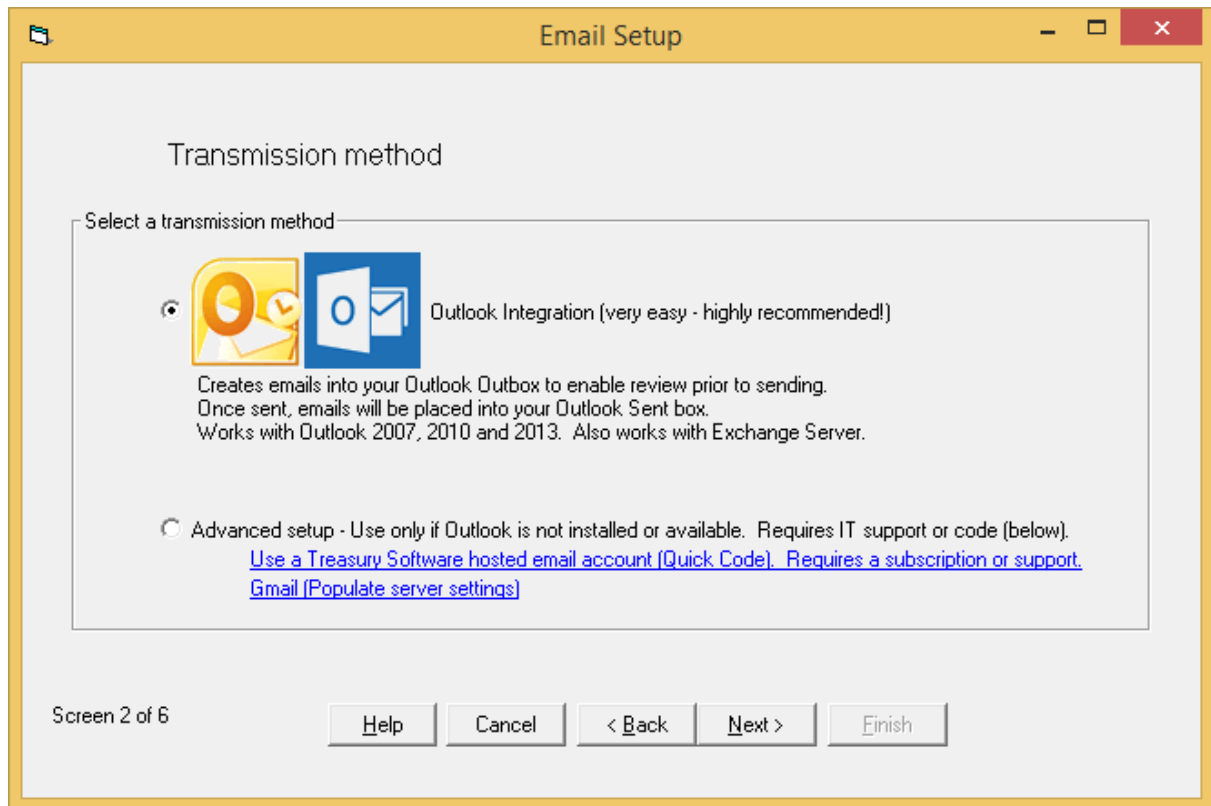 Email Setup
Transmission method
Select a transmission method
Outlook Integration (very easy - highly recommended!)
Creates emails into your Outlook Outbox to enable review prior to sending.
Once sent, emails will be placed into your Outlook Sent box.
Works with Outlook 2007, 2010 and 2013.  Also works with Exchange Server.
Advanced setup - Use only if Outlook is not installed or available.  Requires IT support or code (below).
Use a Treasury Software hosted email account (Quick Code).  Requires a subscription or support.
Gmail (Populate server settings)
Screen 2 of 6
Help
Cancel
< Back
Next >
Finish